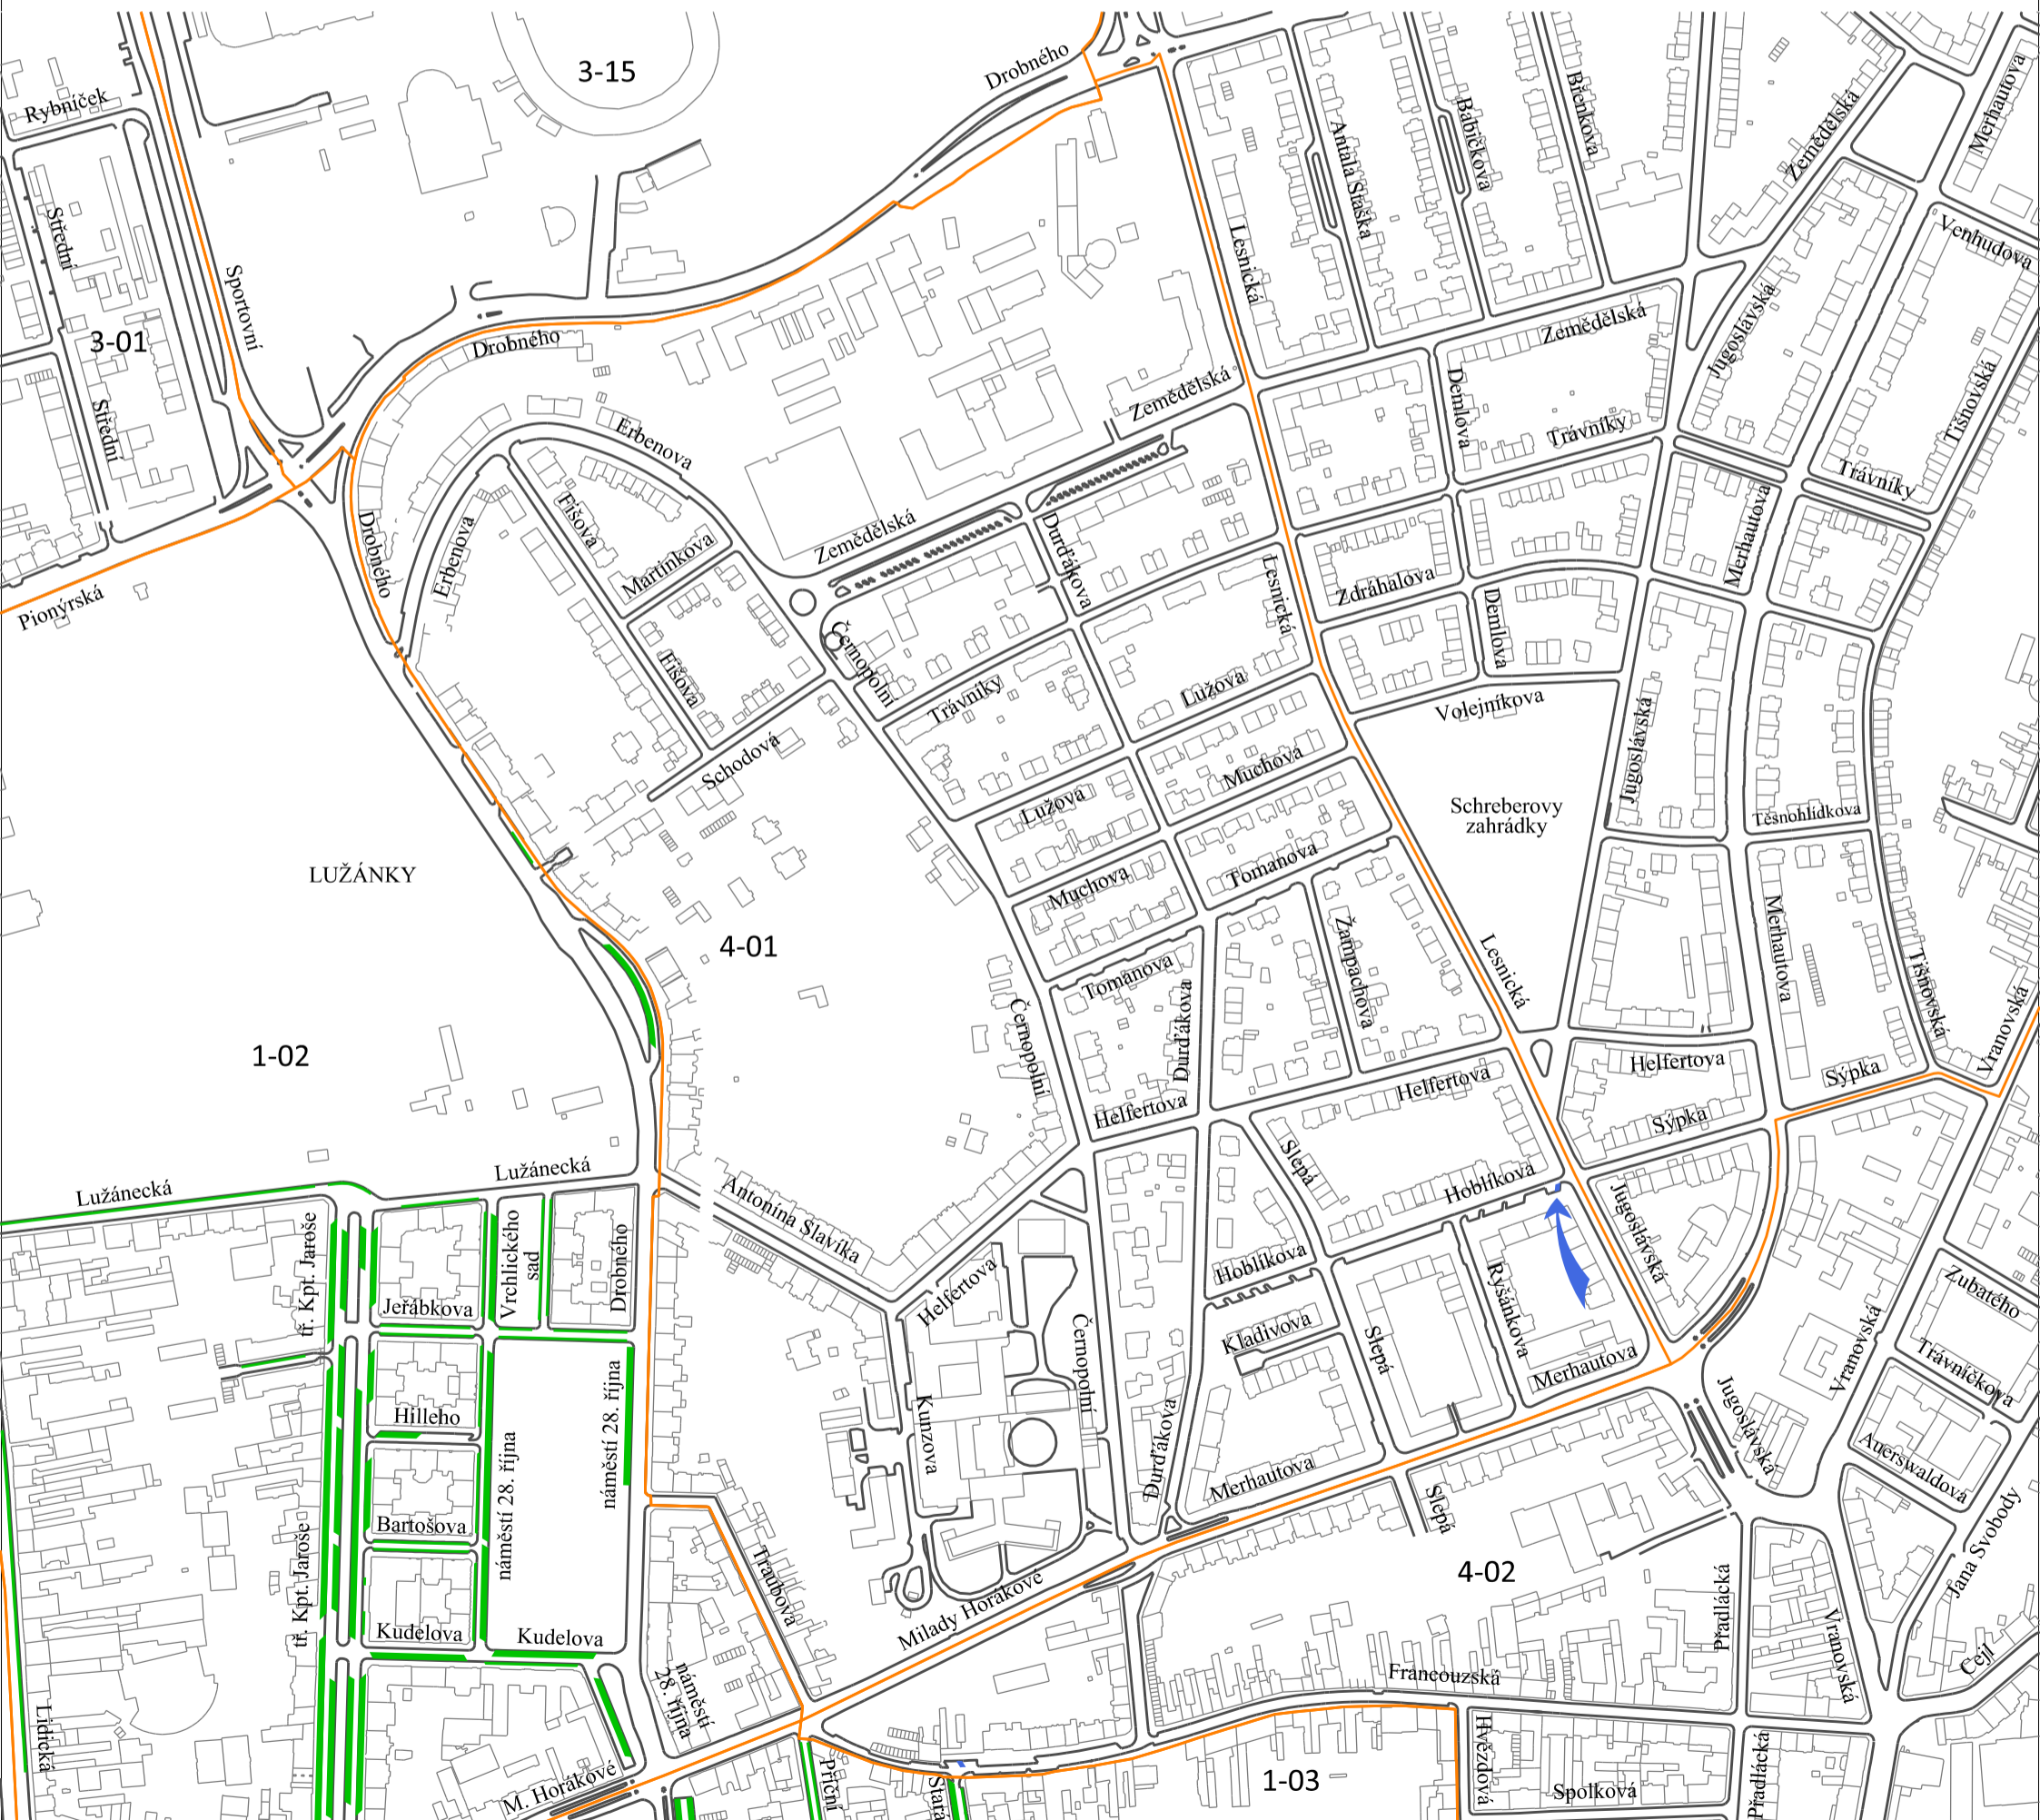 Drobného
3-15
Rybníček
Merhautova
Břenkova
Babičkova
Antala Staška
Zemědělská
Střední
Venhudova
Lesnická
Sportovní
3-01
Drobného
Zemědělská
Jugoslávská
Zemědělská
Demlova
Tišnovská
Střední
Erbenova
Trávníky
Trávníky
Fišova
Zemědělská
Durďákova
Merhautova
Drobného
Erbenova
Martinkova
Lesnická
Zdráhalova
Pionýrská
Černopolní
Demlova
Fišova
Trávníky
Lužova
Volejníkova
Jugoslávská
Schodová
Muchova
Lužova
Schreberovy
zahrádky
Těsnohlídkova
LUŽÁNKY
Muchova
Tomanova
4-01
Žampachova
Lesnická
Merhautova
Tišnovská
Tomanova
Durďákova
Černopolní
Vranovská
1-02
Helfertova
Sýpka
Helfertova
Helfertova
Sýpka
Slepá
Lužánecká
Lužánecká
Hoblíkova
Antonína Slavíka
Jugoslávská
tř. Kpt. Jaroše
Vrchlického
sad
Drobného
Hoblíkova
Helfertova
Zubatého
Jeřábkova
Ryšánkova
Kladivova
Černopolní
Slepá
Vranovská
Merhautova
Trávníčkova
náměstí 28. října
Hilleho
Kunzova
Jugoslávská
Durďákova
Auerswaldova
náměstí 28. října
Merhautova
Slepá
Bartošova
Jana Svobody
tř. Kpt. Jaroše
Traubova
4-02
Milady Horákové
Přadlácká
Kudelova
Kudelova
Vranovská
Cejl
Francouzská
náměstí
28. října
Lidická
M. Horákové
Příční
Stará
1-03
Hvězdová
Spolková
Přadlácká